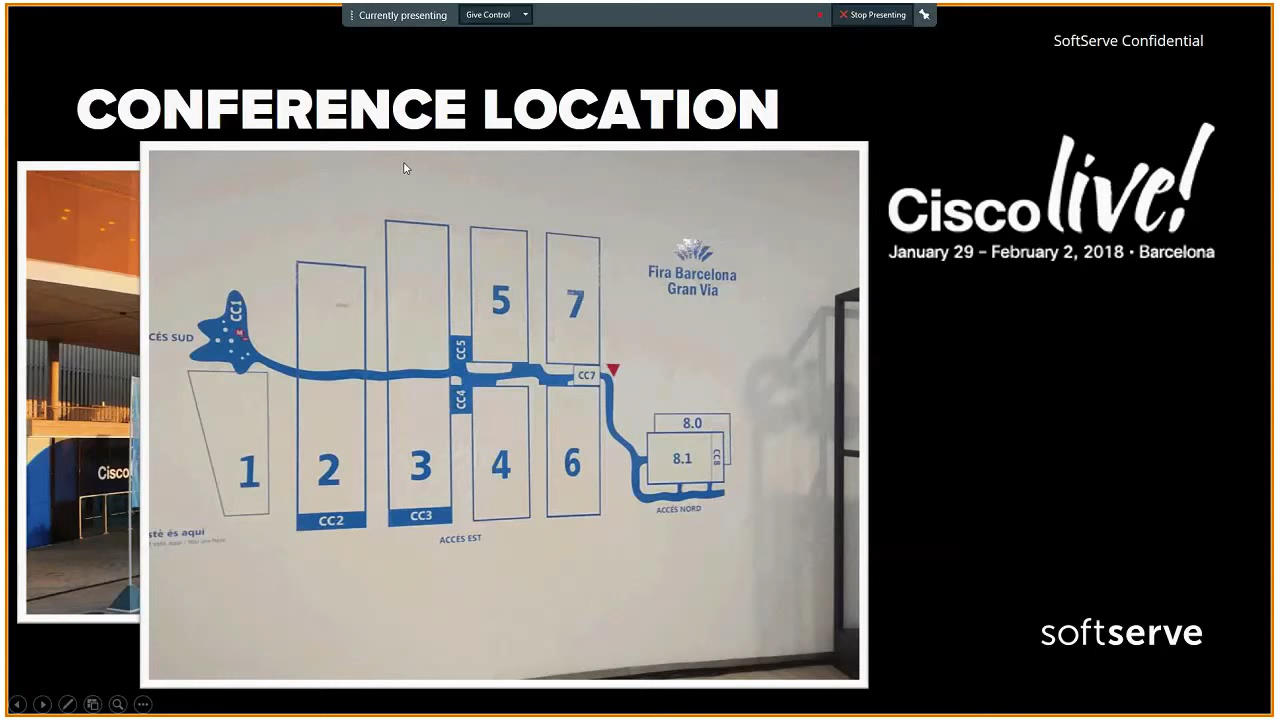 Currently presenting
Give Control
Stop Presenting
SoftServe Confidential
CONFERENCE LOCATION
Cisco live!
January 29 – February 2, 2018 • Barcelona
Fira Barcelona
Gran Via
5
7
CC1
CÉS SUD
CC5
CC7
CC4
8.0
8.1
CC8
1
2
3
4
6
CC2
CC3
ACCÉS NORD
ACCÉS EST
stè és aquí
Cisco
softserve